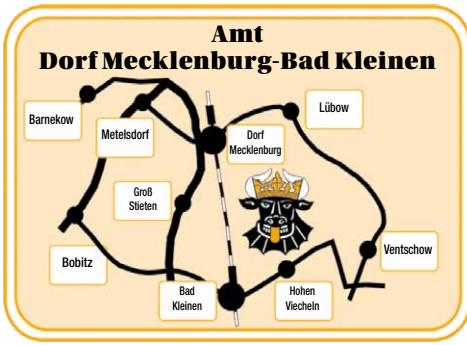 Amt
Dorf Mecklenburg-Bad Kleinen
Barnekow
Metelsdorf
Dorf
Mecklenburg
Lübow
Groß
Stieten
Bobitz
Bad
Kleinen
Hohen
Viecheln
Ventschow